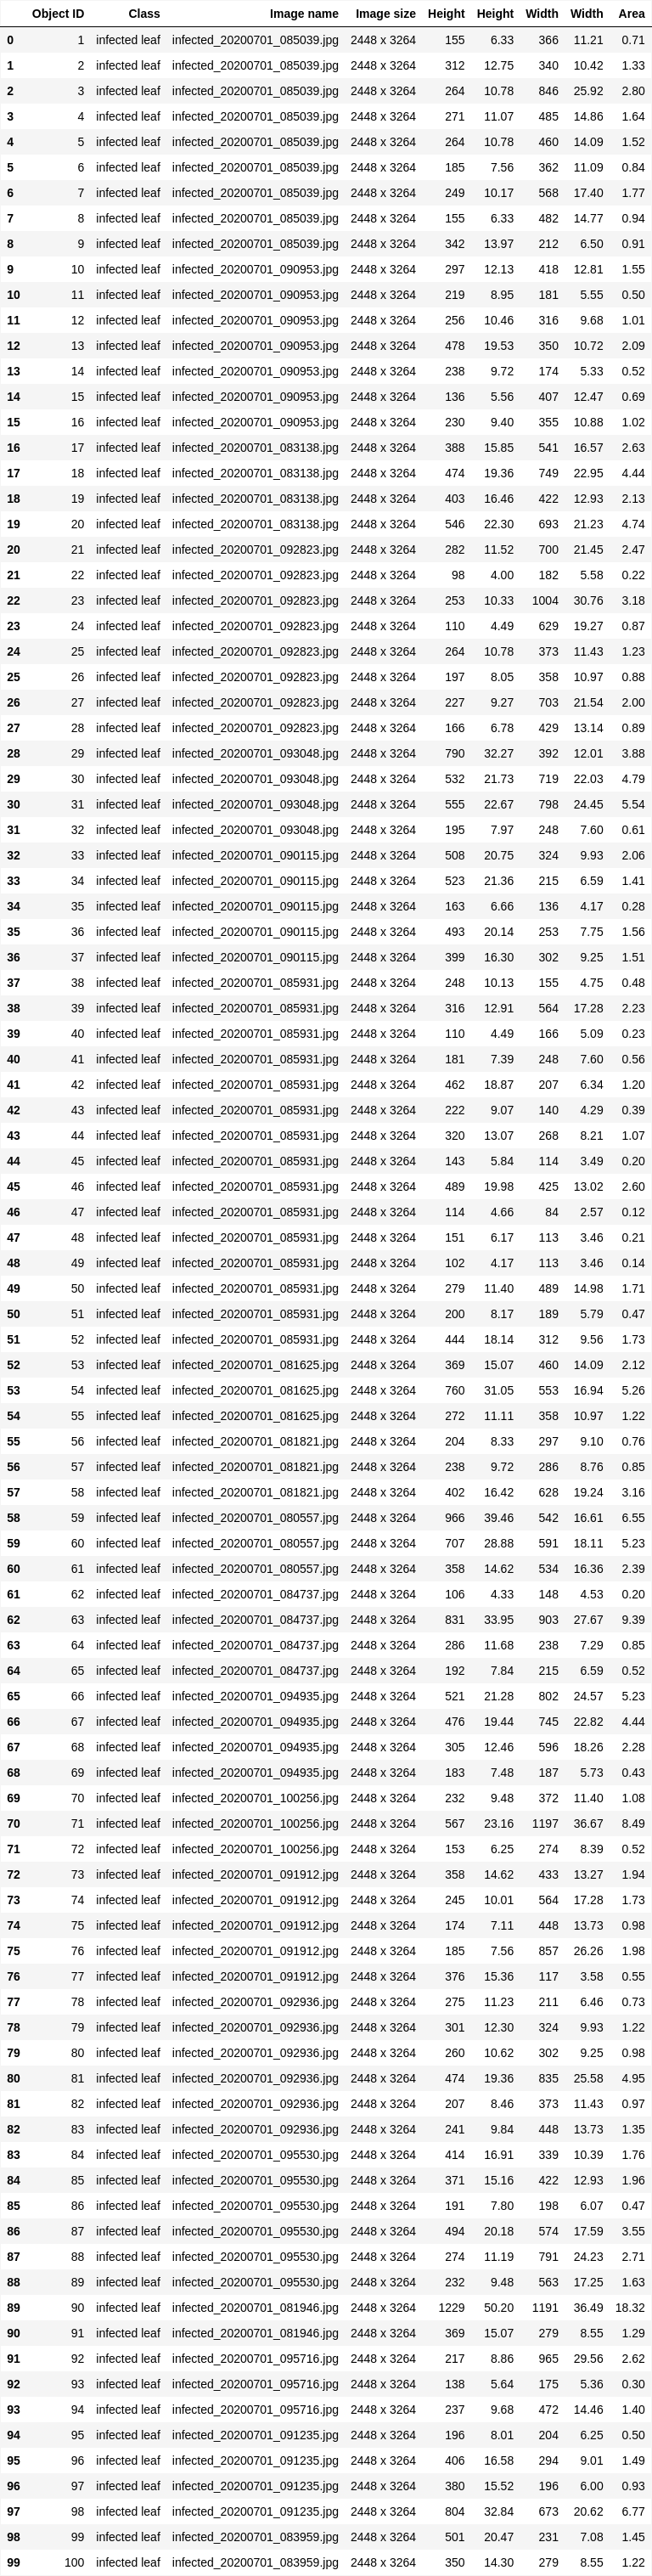 Object ID Class Image name Image size Height Height Width Width Area
0 1 infected leaf infected_20200701_085039.jpg 2448 x 3264 155 6.33 366 11.21 0.71
1 2 infected leaf infected_20200701_085039.jpg 2448 x 3264 312 12.75 340 10.42 1.33
2 3 infected leaf infected_20200701_085039.jpg 2448 x 3264 264 10.78 846 25.92 2.80
3 4 infected leaf infected_20200701_085039.jpg 2448 x 3264 271 11.07 485 14.86 1.64
4 5 infected leaf infected_20200701_085039.jpg 2448 x 3264 264 10.78 460 14.09 1.52
5 6 infected leaf infected_20200701_085039.jpg 2448 x 3264 185 7.56 362 11.09 0.84
6 7 infected leaf infected_20200701_085039.jpg 2448 x 3264 249 10.17 568 17.40 1.77
7 8 infected leaf infected_20200701_085039.jpg 2448 x 3264 155 6.33 482 14.77 0.94
8 9 infected leaf infected_20200701_085039.jpg 2448 x 3264 342 13.97 212 6.50 0.91
9 10 infected leaf infected_20200701_090953.jpg 2448 x 3264 297 12.13 418 12.81 1.55
10 11 infected leaf infected_20200701_090953.jpg 2448 x 3264 219 8.95 181 5.55 0.50
11 12 infected leaf infected_20200701_090953.jpg 2448 x 3264 256 10.46 316 9.68 1.01
12 13 infected leaf infected_20200701_090953.jpg 2448 x 3264 478 19.53 350 10.72 2.09
13 14 infected leaf infected_20200701_090953.jpg 2448 x 3264 238 9.72 174 5.33 0.52
14 15 infected leaf infected_20200701_090953.jpg 2448 x 3264 136 5.56 407 12.47 0.69
15 16 infected leaf infected_20200701_090953.jpg 2448 x 3264 230 9.40 355 10.88 1.02
16 17 infected leaf infected_20200701_083138.jpg 2448 x 3264 388 15.85 541 16.57 2.63
17 18 infected leaf infected_20200701_083138.jpg 2448 x 3264 474 19.36 749 22.95 4.44
18 19 infected leaf infected_20200701_083138.jpg 2448 x 3264 403 16.46 422 12.93 2.13
19 20 infected leaf infected_20200701_083138.jpg 2448 x 3264 546 22.30 693 21.23 4.74
20 21 infected leaf infected_20200701_092823.jpg 2448 x 3264 282 11.52 700 21.45 2.47
21 22 infected leaf infected_20200701_092823.jpg 2448 x 3264 98 4.00 182 5.58 0.22
22 23 infected leaf infected_20200701_092823.jpg 2448 x 3264 253 10.33 1004 30.76 3.18
23 24 infected leaf infected_20200701_092823.jpg 2448 x 3264 110 4.49 629 19.27 0.87
24 25 infected leaf infected_20200701_092823.jpg 2448 x 3264 264 10.78 373 11.43 1.23
25 26 infected leaf infected_20200701_092823.jpg 2448 x 3264 197 8.05 358 10.97 0.88
26 27 infected leaf infected_20200701_092823.jpg 2448 x 3264 227 9.27 703 21.54 2.00
27 28 infected leaf infected_20200701_092823.jpg 2448 x 3264 166 6.78 429 13.14 0.89
28 29 infected leaf infected_20200701_093048.jpg 2448 x 3264 790 32.27 392 12.01 3.88
29 30 infected leaf infected_20200701_093048.jpg 2448 x 3264 532 21.73 719 22.03 4.79
30 31 infected leaf infected_20200701_093048.jpg 2448 x 3264 555 22.67 798 24.45 5.54
31 32 infected leaf infected_20200701_093048.jpg 2448 x 3264 195 7.97 248 7.60 0.61
32 33 infected leaf infected_20200701_090115.jpg 2448 x 3264 508 20.75 324 9.93 2.06
33 34 infected leaf infected_20200701_090115.jpg 2448 x 3264 523 21.36 215 6.59 1.41
34 35 infected leaf infected_20200701_090115.jpg 2448 x 3264 163 6.66 136 4.17 0.28
35 36 infected leaf infected_20200701_090115.jpg 2448 x 3264 493 20.14 253 7.75 1.56
36 37 infected leaf infected_20200701_090115.jpg 2448 x 3264 399 16.30 302 9.25 1.51
37 38 infected leaf infected_20200701_085931.jpg 2448 x 3264 248 10.13 155 4.75 0.48
38 39 infected leaf infected_20200701_085931.jpg 2448 x 3264 316 12.91 564 17.28 2.23
39 40 infected leaf infected_20200701_085931.jpg 2448 x 3264 110 4.49 166 5.09 0.23
40 41 infected leaf infected_20200701_085931.jpg 2448 x 3264 181 7.39 248 7.60 0.56
41 42 infected leaf infected_20200701_085931.jpg 2448 x 3264 462 18.87 207 6.34 1.20
42 43 infected leaf infected_20200701_085931.jpg 2448 x 3264 222 9.07 140 4.29 0.39
43 44 infected leaf infected_20200701_085931.jpg 2448 x 3264 320 13.07 268 8.21 1.07
44 45 infected leaf infected_20200701_085931.jpg 2448 x 3264 143 5.84 114 3.49 0.20
45 46 infected leaf infected_20200701_085931.jpg 2448 x 3264 489 19.98 425 13.02 2.60
46 47 infected leaf infected_20200701_085931.jpg 2448 x 3264 114 4.66 84 2.57 0.12
47 48 infected leaf infected_20200701_085931.jpg 2448 x 3264 151 6.17 113 3.46 0.21
48 49 infected leaf infected_20200701_085931.jpg 2448 x 3264 102 4.17 113 3.46 0.14
49 50 infected leaf infected_20200701_085931.jpg 2448 x 3264 279 11.40 489 14.98 1.71
50 51 infected leaf infected_20200701_085931.jpg 2448 x 3264 200 8.17 189 5.79 0.47
51 52 infected leaf infected_20200701_085931.jpg 2448 x 3264 444 18.14 312 9.56 1.73
52 53 infected leaf infected_20200701_081625.jpg 2448 x 3264 369 15.07 460 14.09 2.12
53 54 infected leaf infected_20200701_081625.jpg 2448 x 3264 760 31.05 553 16.94 5.26
54 55 infected leaf infected_20200701_081625.jpg 2448 x 3264 272 11.11 358 10.97 1.22
55 56 infected leaf infected_20200701_081821.jpg 2448 x 3264 204 8.33 297 9.10 0.76
56 57 infected leaf infected_20200701_081821.jpg 2448 x 3264 238 9.72 286 8.76 0.85
57 58 infected leaf infected_20200701_081821.jpg 2448 x 3264 402 16.42 628 19.24 3.16
58 59 infected leaf infected_20200701_080557.jpg 2448 x 3264 966 39.46 542 16.61 6.55
59 60 infected leaf infected_20200701_080557.jpg 2448 x 3264 707 28.88 591 18.11 5.23
60 61 infected leaf infected_20200701_080557.jpg 2448 x 3264 358 14.62 534 16.36 2.39
61 62 infected leaf infected_20200701_084737.jpg 2448 x 3264 106 4.33 148 4.53 0.20
62 63 infected leaf infected_20200701_084737.jpg 2448 x 3264 831 33.95 903 27.67 9.39
63 64 infected leaf infected_20200701_084737.jpg 2448 x 3264 286 11.68 238 7.29 0.85
64 65 infected leaf infected_20200701_084737.jpg 2448 x 3264 192 7.84 215 6.59 0.52
65 66 infected leaf infected_20200701_094935.jpg 2448 x 3264 521 21.28 802 24.57 5.23
66 67 infected leaf infected_20200701_094935.jpg 2448 x 3264 476 19.44 745 22.82 4.44
67 68 infected leaf infected_20200701_094935.jpg 2448 x 3264 305 12.46 596 18.26 2.28
68 69 infected leaf infected_20200701_094935.jpg 2448 x 3264 183 7.48 187 5.73 0.43
69 70 infected leaf infected_20200701_100256.jpg 2448 x 3264 232 9.48 372 11.40 1.08
70 71 infected leaf infected_20200701_100256.jpg 2448 x 3264 567 23.16 1197 36.67 8.49
71 72 infected leaf infected_20200701_100256.jpg 2448 x 3264 153 6.25 274 8.39 0.52
72 73 infected leaf infected_20200701_091912.jpg 2448 x 3264 358 14.62 433 13.27 1.94
73 74 infected leaf infected_20200701_091912.jpg 2448 x 3264 245 10.01 564 17.28 1.73
74 75 infected leaf infected_20200701_091912.jpg 2448 x 3264 174 7.11 448 13.73 0.98
75 76 infected leaf infected_20200701_091912.jpg 2448 x 3264 185 7.56 857 26.26 1.98
76 77 infected leaf infected_20200701_091912.jpg 2448 x 3264 376 15.36 117 3.58 0.55
77 78 infected leaf infected_20200701_092936.jpg 2448 x 3264 275 11.23 211 6.46 0.73
78 79 infected leaf infected_20200701_092936.jpg 2448 x 3264 301 12.30 324 9.93 1.22
79 80 infected leaf infected_20200701_092936.jpg 2448 x 3264 260 10.62 302 9.25 0.98
80 81 infected leaf infected_20200701_092936.jpg 2448 x 3264 474 19.36 835 25.58 4.95
81 82 infected leaf infected_20200701_092936.jpg 2448 x 3264 207 8.46 373 11.43 0.97
82 83 infected leaf infected_20200701_092936.jpg 2448 x 3264 241 9.84 448 13.73 1.35
83 84 infected leaf infected_20200701_095530.jpg 2448 x 3264 414 16.91 339 10.39 1.76
84 85 infected leaf infected_20200701_095530.jpg 2448 x 3264 371 15.16 422 12.93 1.96
85 86 infected leaf infected_20200701_095530.jpg 2448 x 3264 191 7.80 198 6.07 0.47
86 87 infected leaf infected_20200701_095530.jpg 2448 x 3264 494 20.18 574 17.59 3.55
87 88 infected leaf infected_20200701_095530.jpg 2448 x 3264 274 11.19 791 24.23 2.71
88 89 infected leaf infected_20200701_095530.jpg 2448 x 3264 232 9.48 563 17.25 1.63
89 90 infected leaf infected_20200701_081946.jpg 2448 x 3264 1229 50.20 1191 36.49 18.32
90 91 infected leaf infected_20200701_081946.jpg 2448 x 3264 369 15.07 279 8.55 1.29
91 92 infected leaf infected_20200701_095716.jpg 2448 x 3264 217 8.86 965 29.56 2.62
92 93 infected leaf infected_20200701_095716.jpg 2448 x 3264 138 5.64 175 5.36 0.30
93 94 infected leaf infected_20200701_095716.jpg 2448 x 3264 237 9.68 472 14.46 1.40
94 95 infected leaf infected_20200701_091235.jpg 2448 x 3264 196 8.01 204 6.25 0.50
95 96 infected leaf infected_20200701_091235.jpg 2448 x 3264 406 16.58 294 9.01 1.49
96 97 infected leaf infected_20200701_091235.jpg 2448 x 3264 380 15.52 196 6.00 0.93
97 98 infected leaf infected_20200701_091235.jpg 2448 x 3264 804 32.84 673 20.62 6.77
98 99 infected leaf infected_20200701_083959.jpg 2448 x 3264 501 20.47 231 7.08 1.45
99 100 infected leaf infected_20200701_083959.jpg 2448 x 3264 350 14.30 279 8.55 1.22